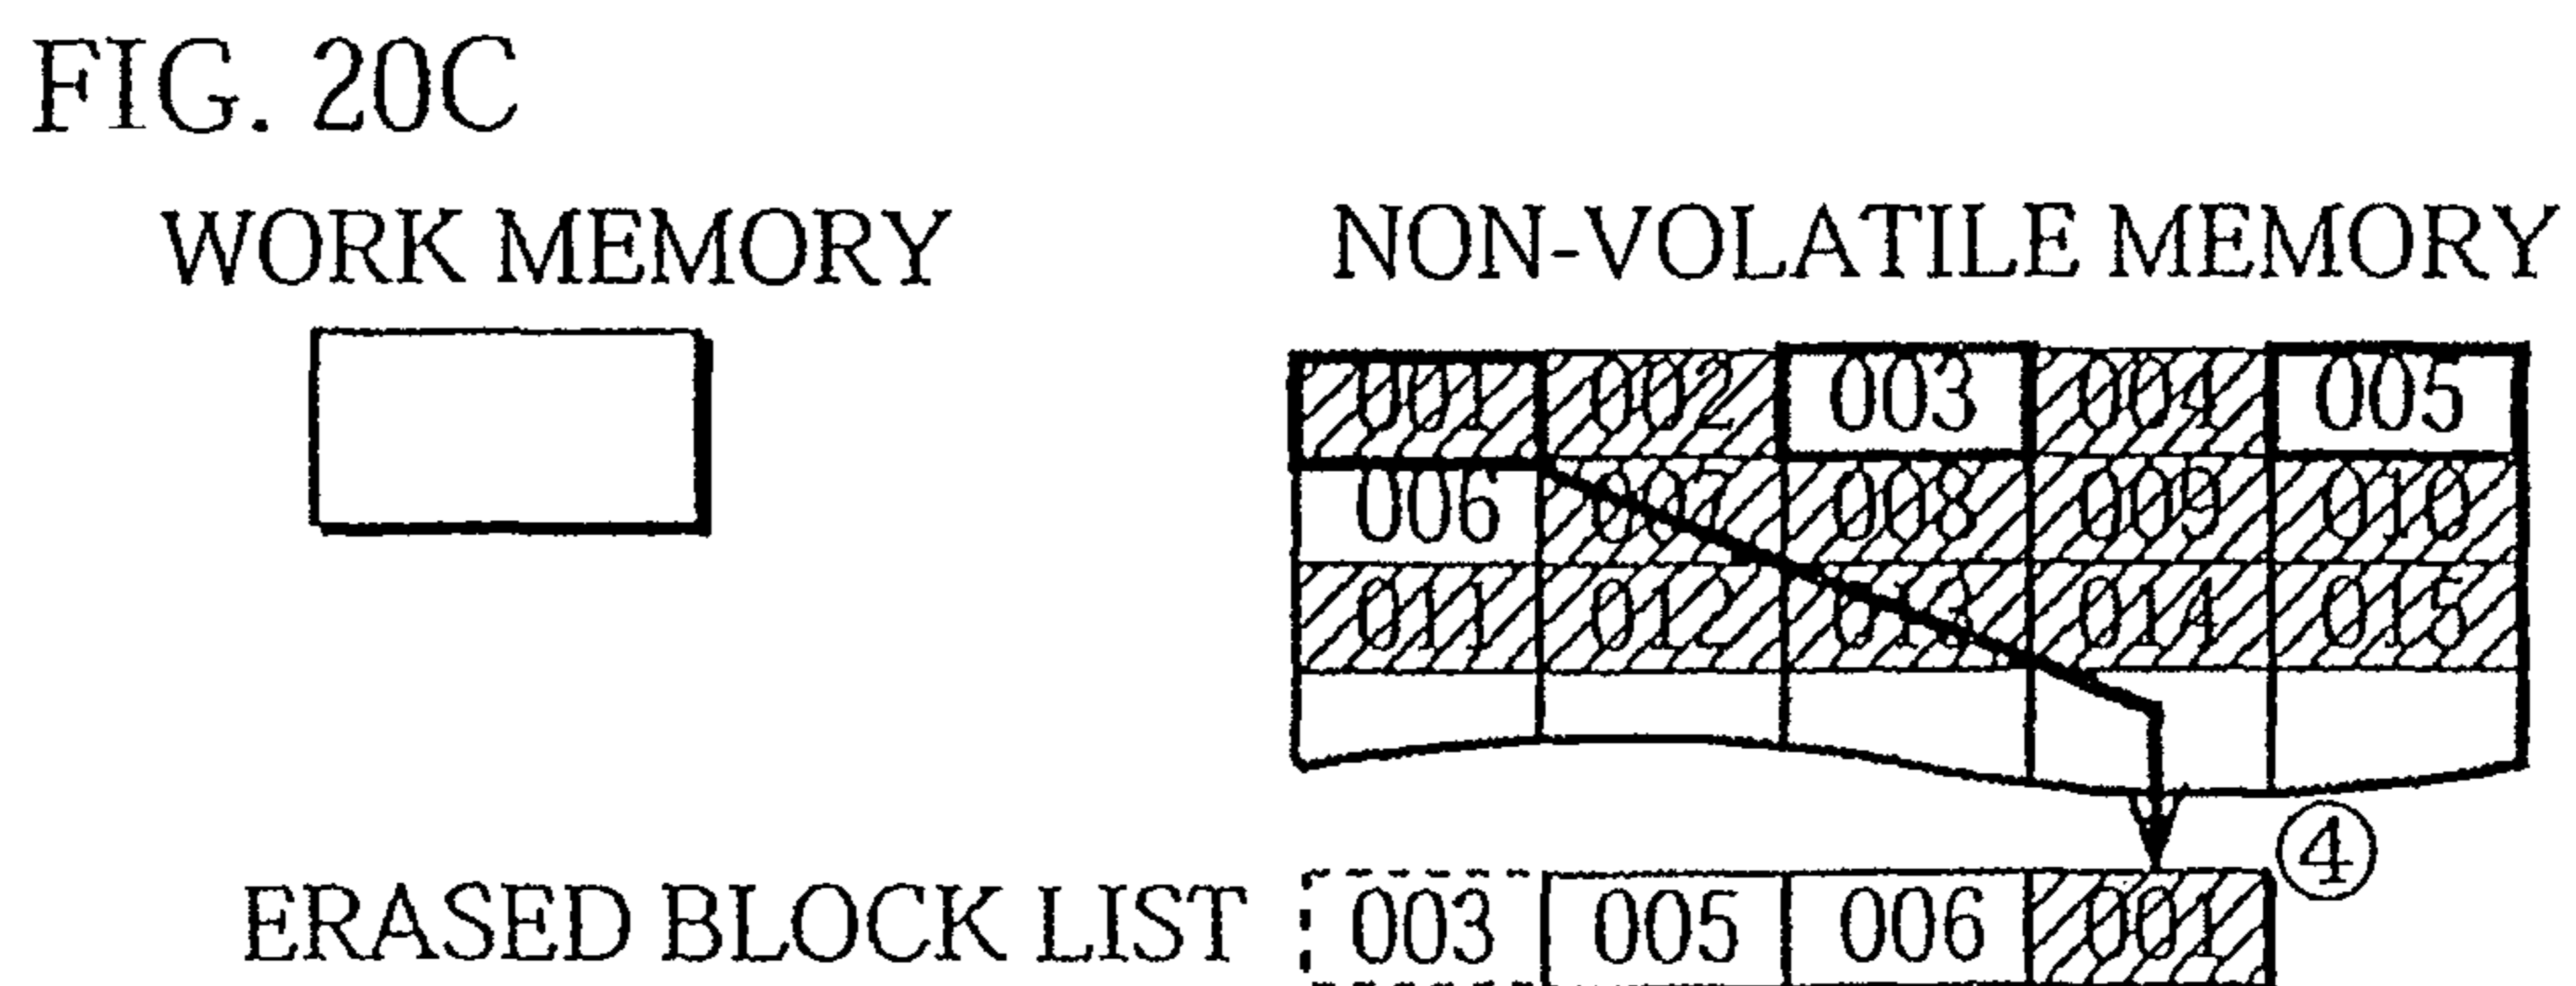 FIG. 20C
WORK MEMORY
NON-VOLATILE MEMORY
001 002 003 004 005
006 007 008 009 010
011 012 013 014 015
④
ERASED BLOCK LIST 003 005 006 001